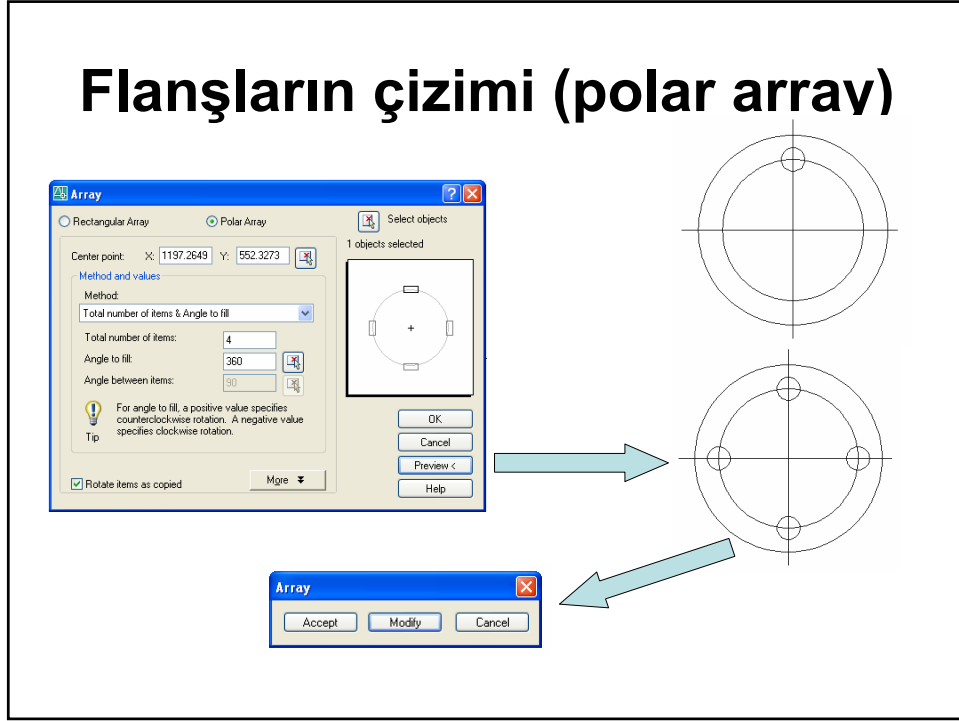 Flanşların çizimi (polar array)
Array
Rectangular Array
Polar Array
Select objects
1 objects selected
Center point: X: 1197.2649 Y: 552.3273
Method and values
Method:
Total number of items & Angle to fill
Total number of items: 4
Angle to fill: 360
Angle between items: 90
For angle to fill, a positive value specifies
counterclockwise rotation. A negative value
specifies clockwise rotation.
Tip
Rotate items as copied
More
OK
Cancel
Preview <
Help
Array
Accept Modify Cancel